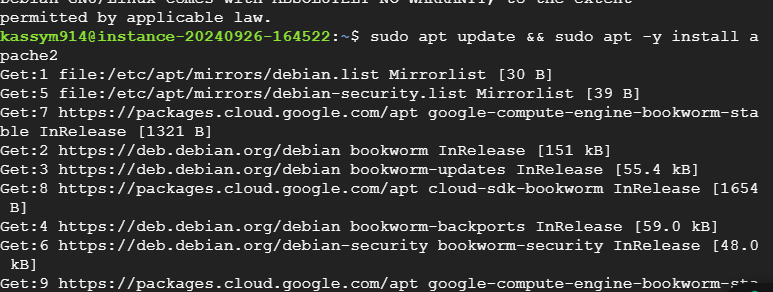 Debian GNU/Linux comes with ABSOLUTELY NO WARRANTY, to the extent
permitted by applicable law.
kassym914@instance-20240926-164522:~$ sudo apt update && sudo apt -y install a
pache2
Get:1 file:/etc/apt/mirrors/debian.list Mirrorlist [30 B]
Get:5 file:/etc/apt/mirrors/debian-security.list Mirrorlist [39 B]
Get:7 https://packages.cloud.google.com/apt google-compute-engine-bookworm-sta
ble InRelease [1321 B]
Get:2 https://deb.debian.org/debian bookworm InRelease [151 kB]
Get:3 https://deb.debian.org/debian bookworm-updates InRelease [55.4 kB]
Get:8 https://packages.cloud.google.com/apt cloud-sdk-bookworm InRelease [1654
 B]
Get:4 https://deb.debian.org/debian bookworm-backports InRelease [59.0 kB]
Get:6 https://deb.debian.org/debian-security bookworm-security InRelease [48.0
 kB]
Get:9 https://packages.cloud.google.com/apt google-compute-engine-bookworm-sta